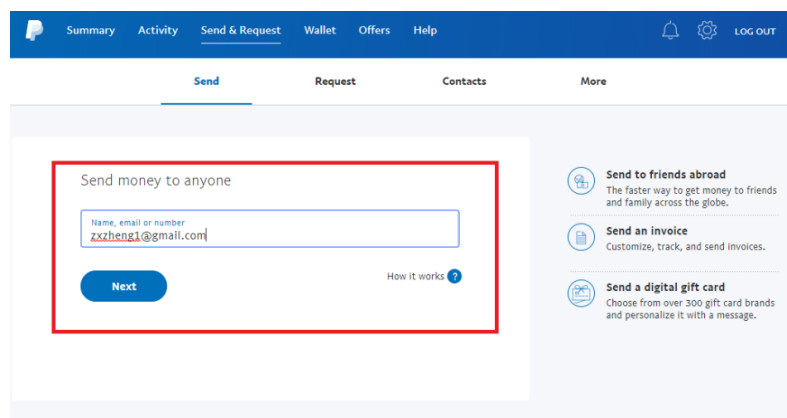 Summary Activity Send & Request Wallet Offers Help LOG OUT
Send Request Contacts More
Send money to anyone
Name, email or number
zxzheng1@gmail.com
Next
How it works ?
Send to friends abroad
The faster way to get money to friends
and family across the globe.
Send an invoice
Customize, track, and send invoices.
Send a digital gift card
Choose from over 300 gift card brands
and personalize it with a message.